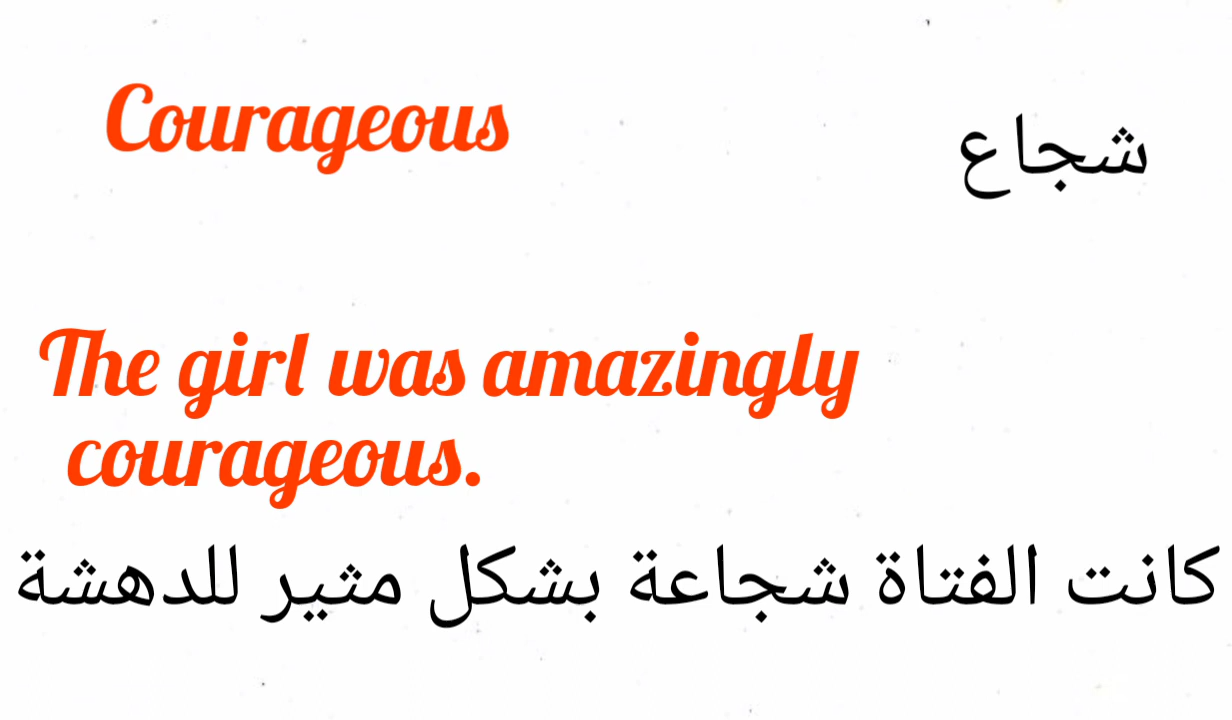 Courageous
شجاع
The girl was amazingly
courageous.
كانت الفتاة شجاعة بشكل مثير للدهشة